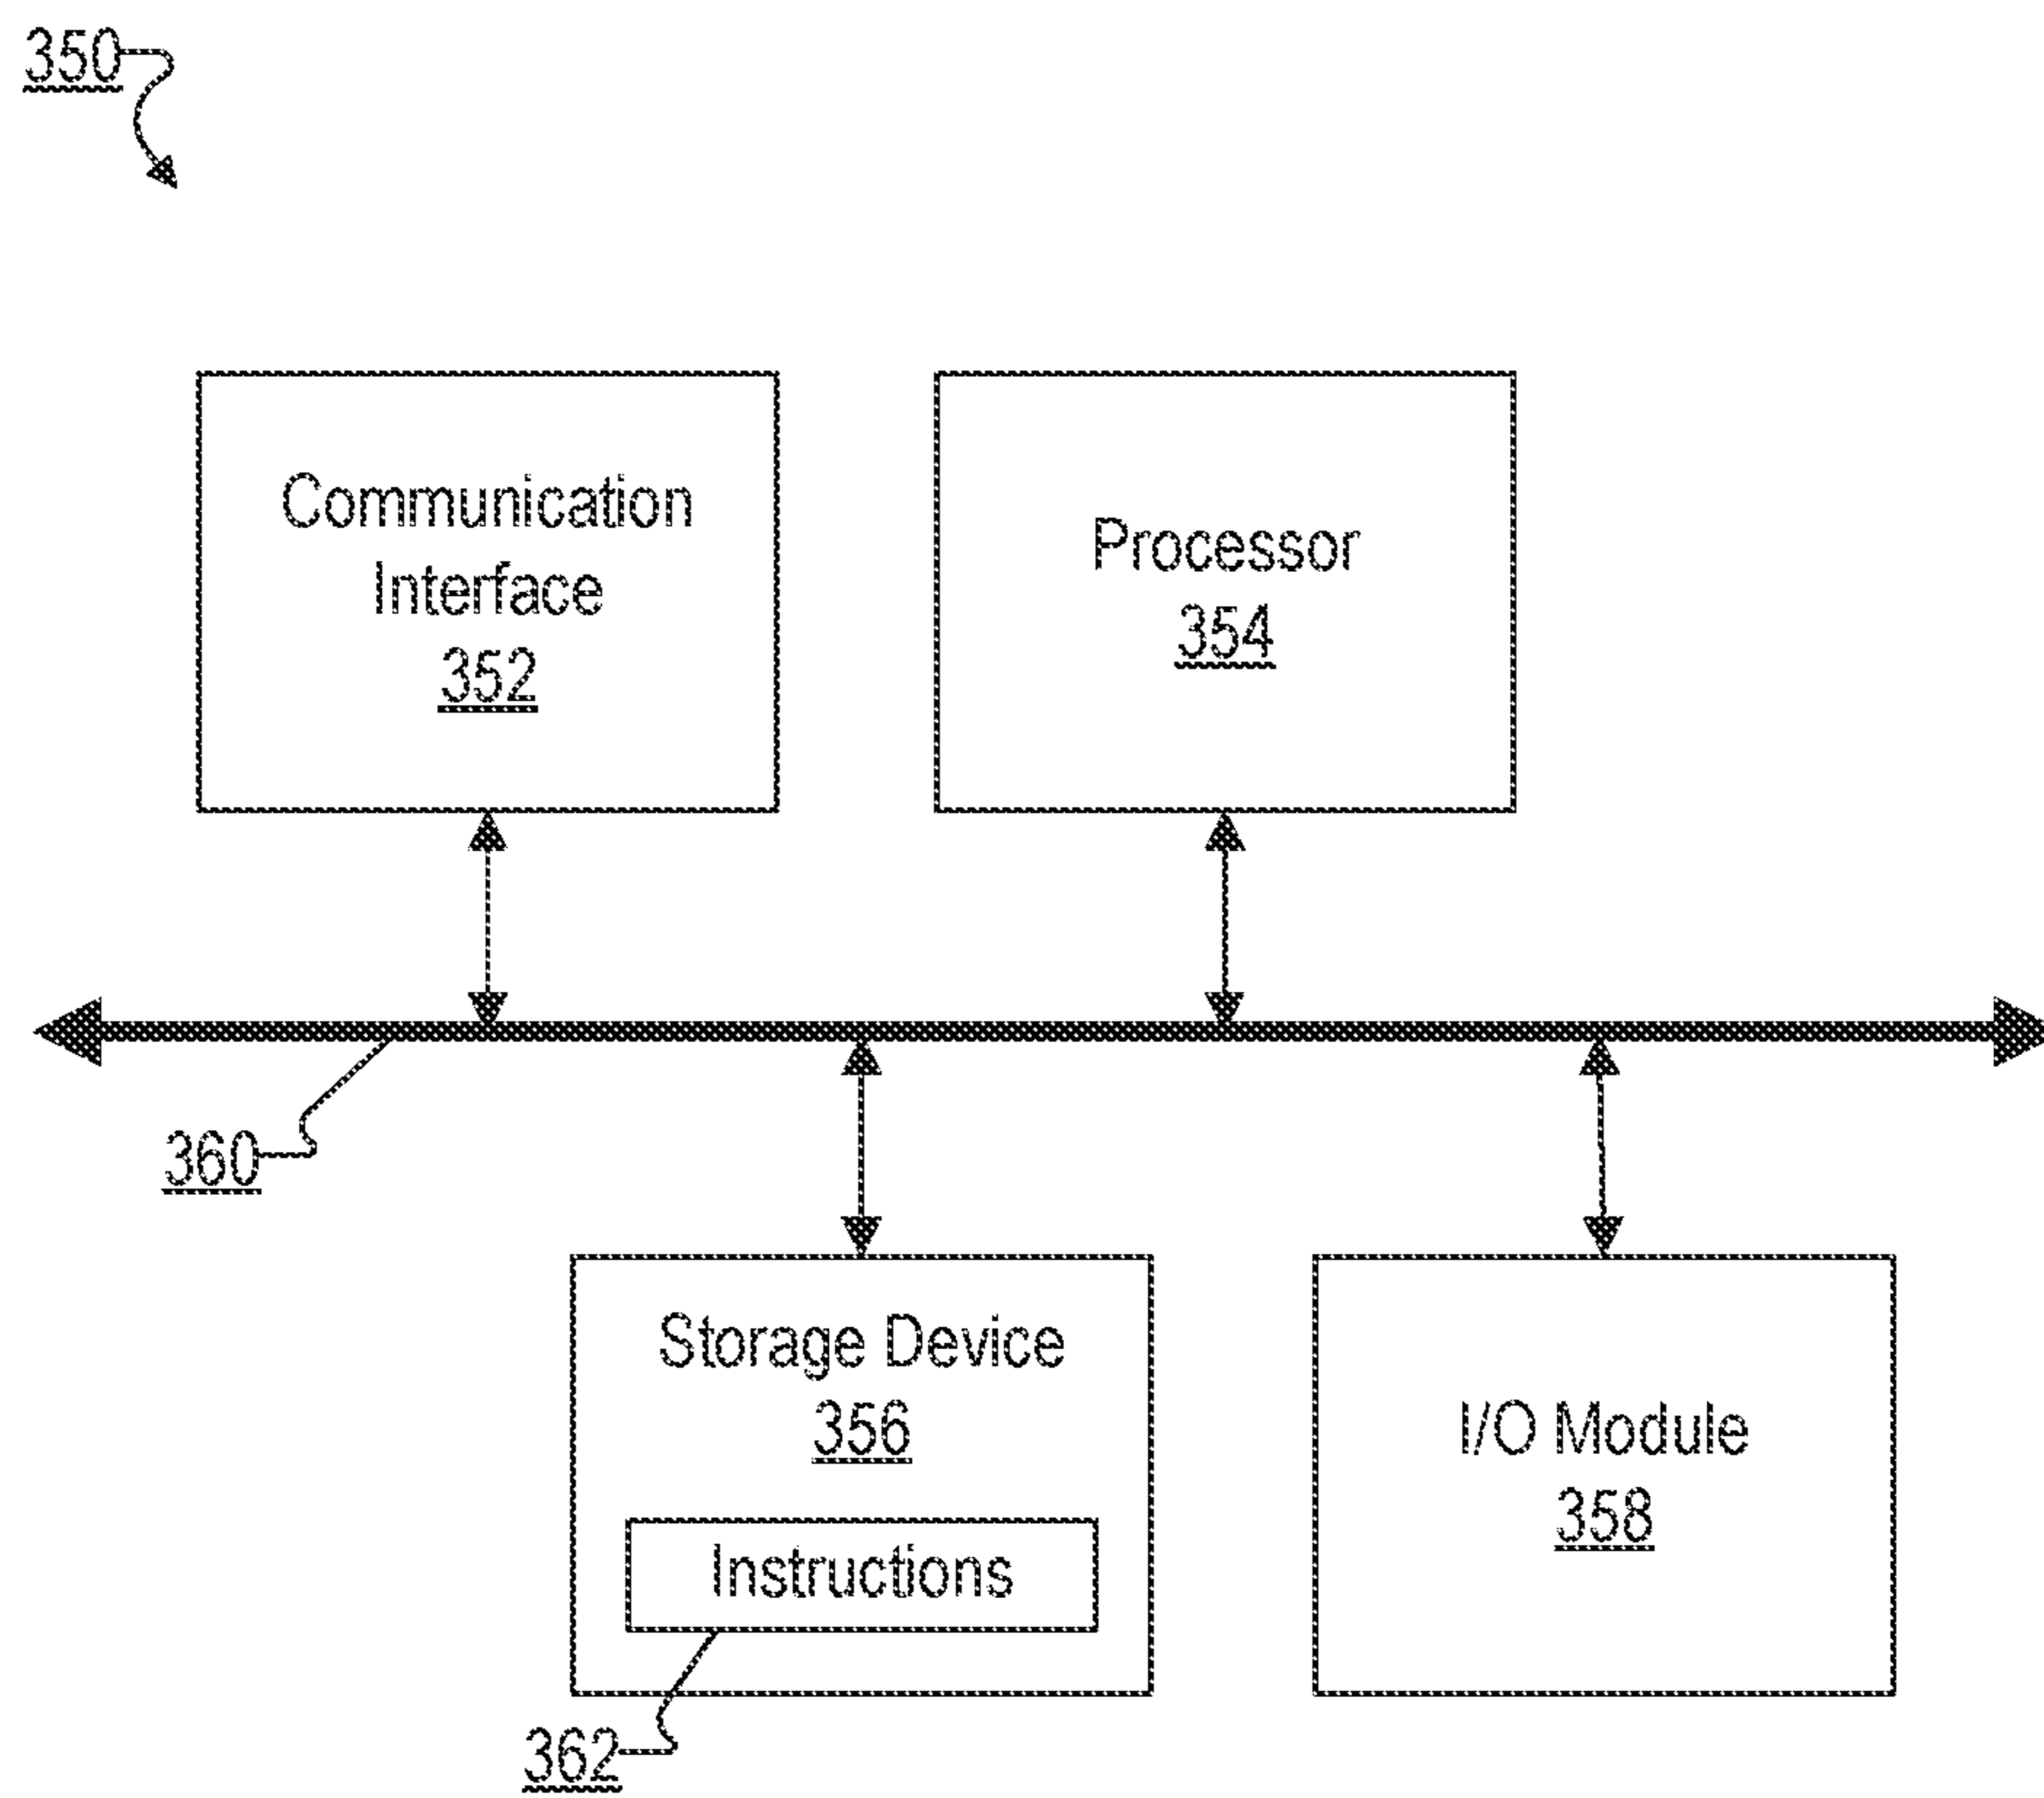 350
Communication
Interface
352
Processor
354
360
Storage Device
356
Instructions
362
I/O Module
358